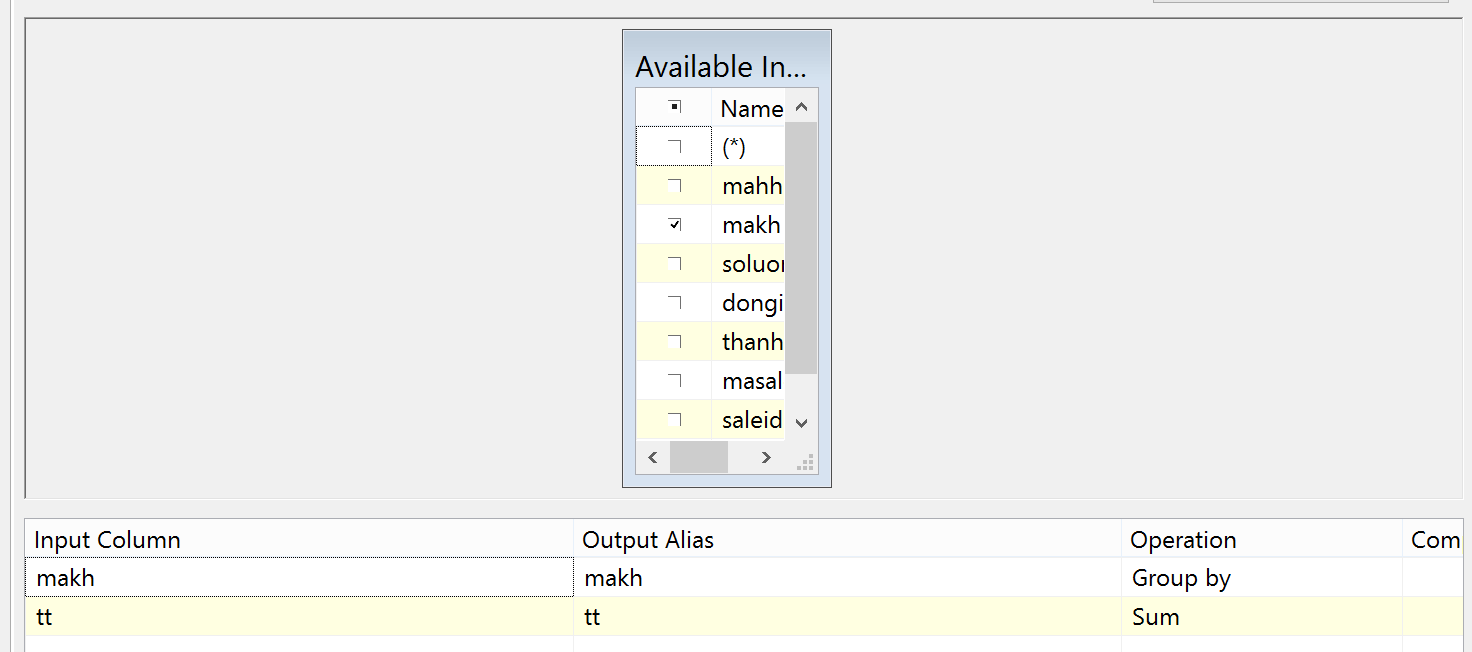 Available In...
Name
(*)
mahh
makh
soluor
dongi
thanh
masal
saleid
Input Column Output Alias Operation Com
makh makh Group by
tt tt Sum